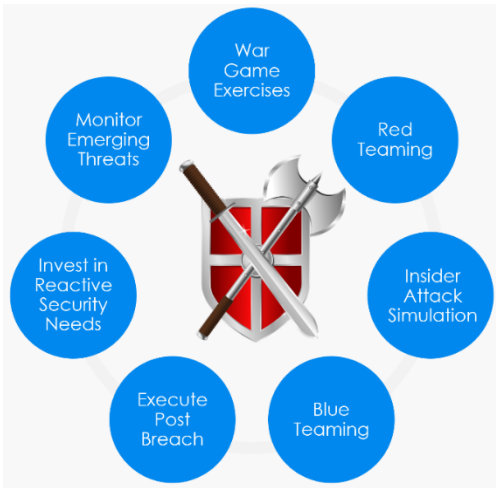 War
Game
Exercises
Red
Teaming
Insider
Attack
Simulation
Blue
Teaming
Execute
Post
Breach
Invest in
Reactive
Security
Needs
Monitor
Emerging
Threats